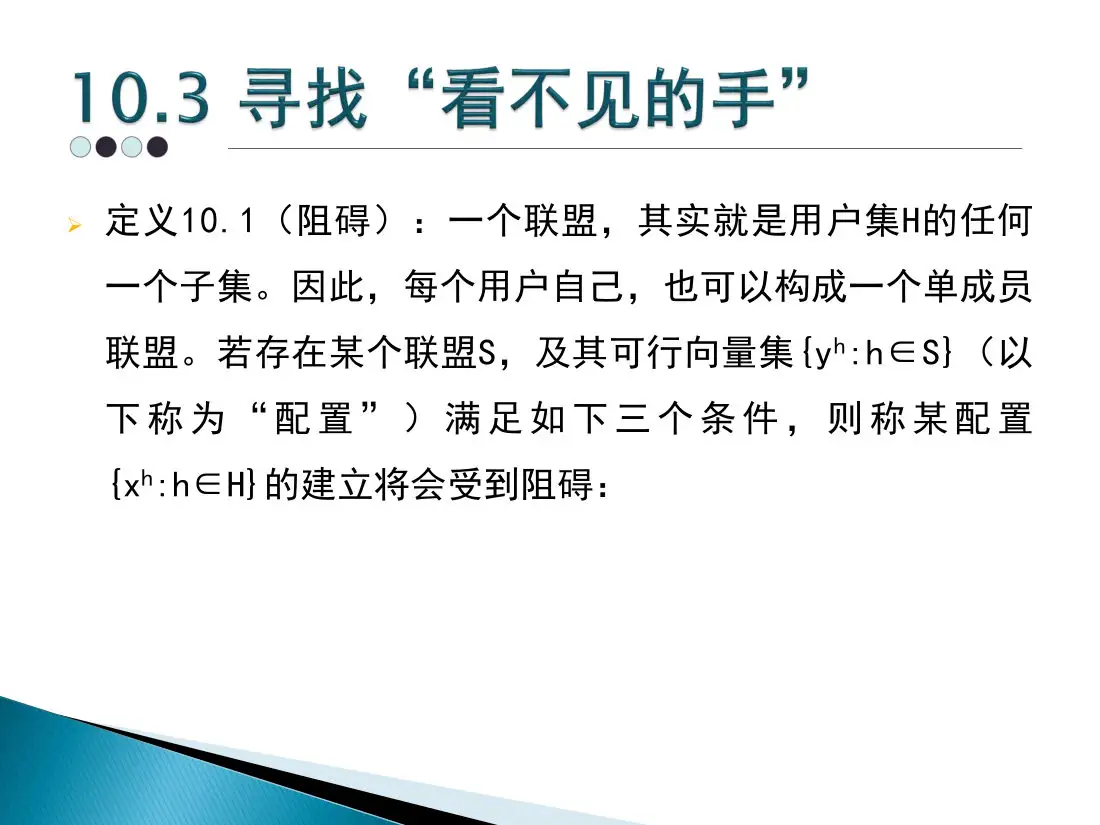 10.3 寻找“看不见的手”
定义10.1（阻碍）：一个联盟，其实就是用户集H的任何
一个子集。因此，每个用户自己，也可以构成一个单成员
联盟。若存在某个联盟S，及其可行向量集{yʰ:h∈S}（以
下称为“配置”）满足如下三个条件，则称某配置
{xʰ:h∈H}的建立将会受到阻碍：